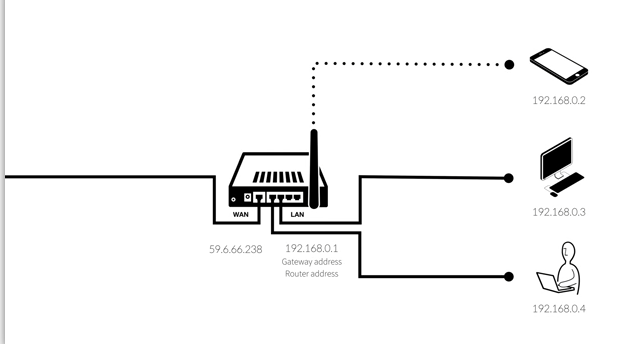 192.168.0.2
192.168.0.3
WAN
LAN
59.6.66.238
192.168.0.1
Gateway address
Router address
192.168.0.4